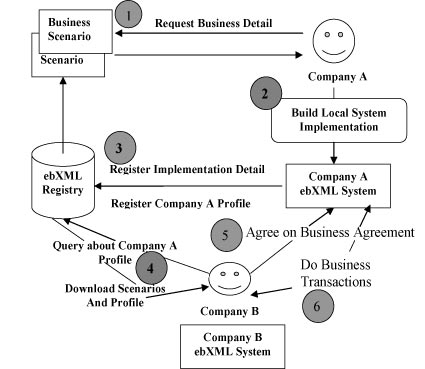 1
Request Business Detail
Business
Scenario
Scenario
Company A
2
Build Local System
Implementation
3
Register Implementation Detail
ebXML
Registry
Company A
ebXML System
Register Company A Profile
5
Agree on Business Agreement
Query about Company A
Profile
4
Do Business
Transactions
Download Scenarios
And Profile
6
Company B
Company B
ebXML System